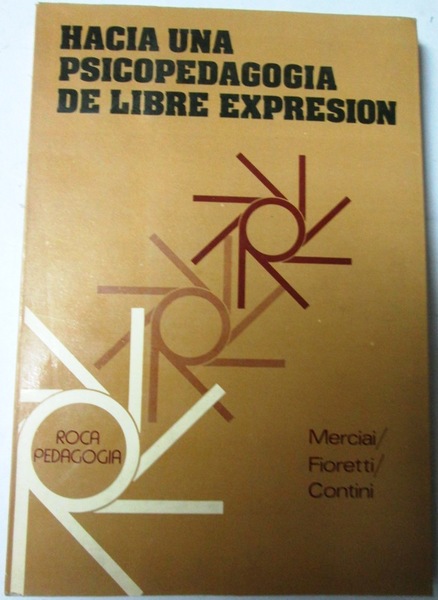 HACIA UNA
PSICOPEDAGOGIA
DE LIBRE EXPRESION
ROCA
PEDAGOGIA
Merciai/
Fioretti/
Contini